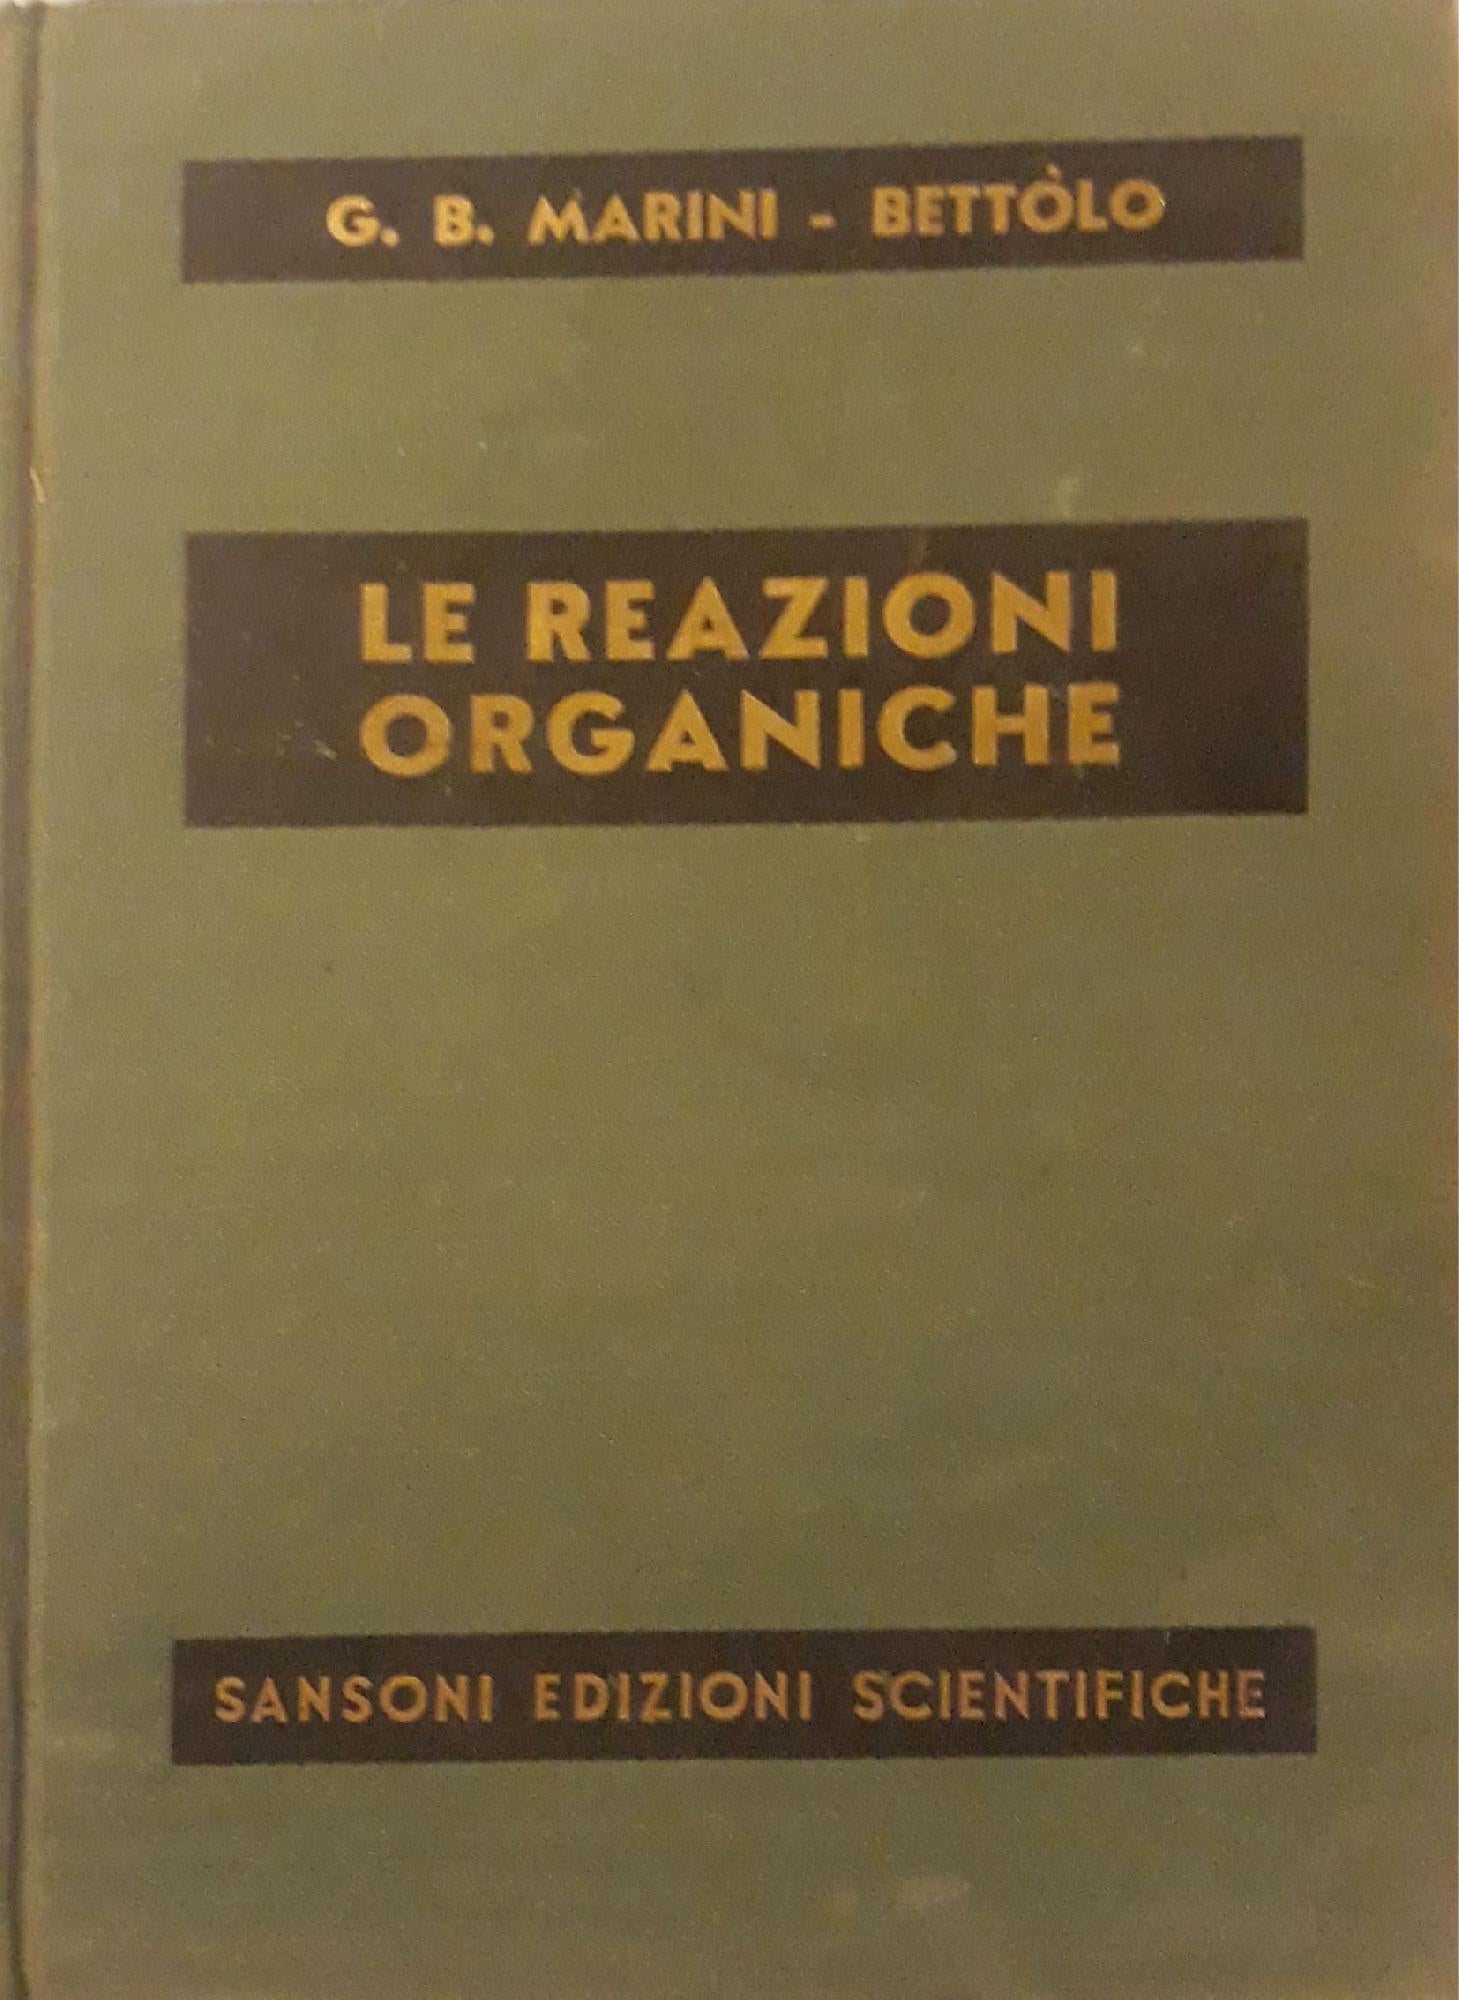 G. B. MARINI - BETTÒLO
LE REAZIONI
ORGANICHE
SANSONI EDIZIONI SCIENTIFICHE